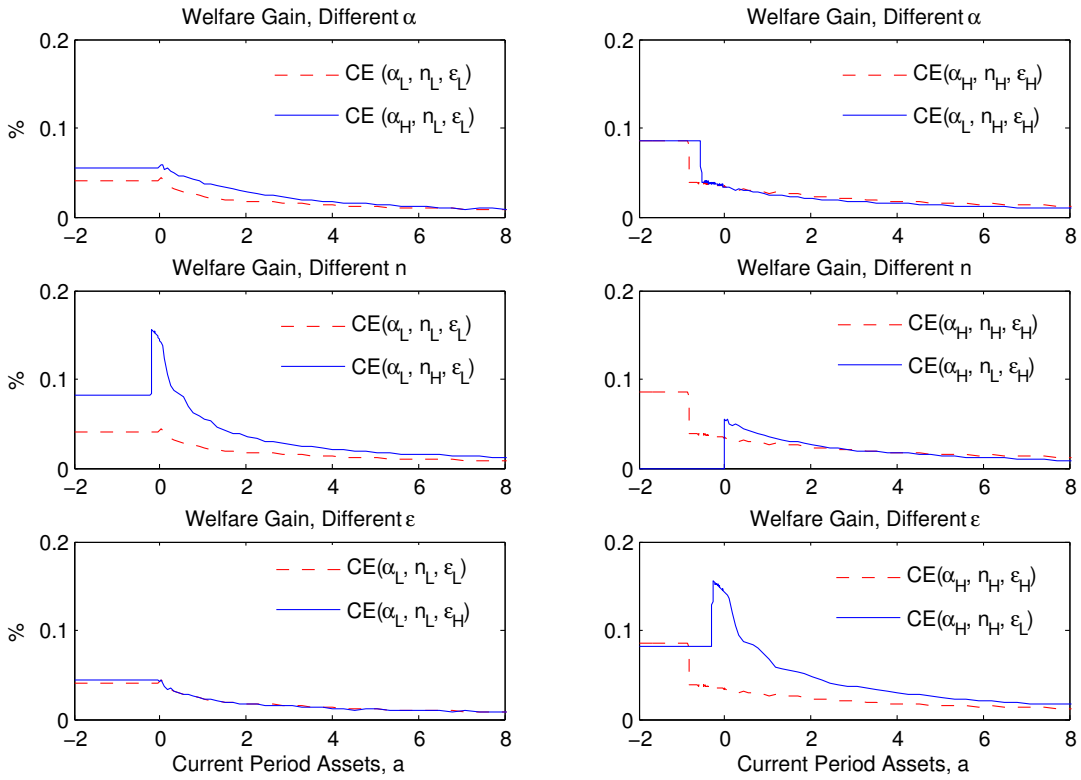 Welfare Gain, Different α
0.2
0.1
0
%
CE (α_L, n_L, ε_L)
CE (α_H, n_L, ε_L)
−2 0 2 4 6 8
Welfare Gain, Different α
0.2
0.1
0
CE(α_H, n_H, ε_H)
CE(α_L, n_H, ε_H)
−2 0 2 4 6 8
Welfare Gain, Different n
0.2
0.1
0
%
CE(α_L, n_L, ε_L)
CE(α_L, n_H, ε_L)
−2 0 2 4 6 8
Welfare Gain, Different n
0.2
0.1
0
CE(α_H, n_H, ε_H)
CE(α_H, n_L, ε_H)
−2 0 2 4 6 8
Welfare Gain, Different ε
0.2
0.1
0
%
CE(α_L, n_L, ε_L)
CE(α_L, n_L, ε_H)
−2 0 2 4 6 8
Current Period Assets, a
Welfare Gain, Different ε
0.2
0.1
0
CE(α_H, n_H, ε_H)
CE(α_H, n_H, ε_L)
−2 0 2 4 6 8
Current Period Assets, a